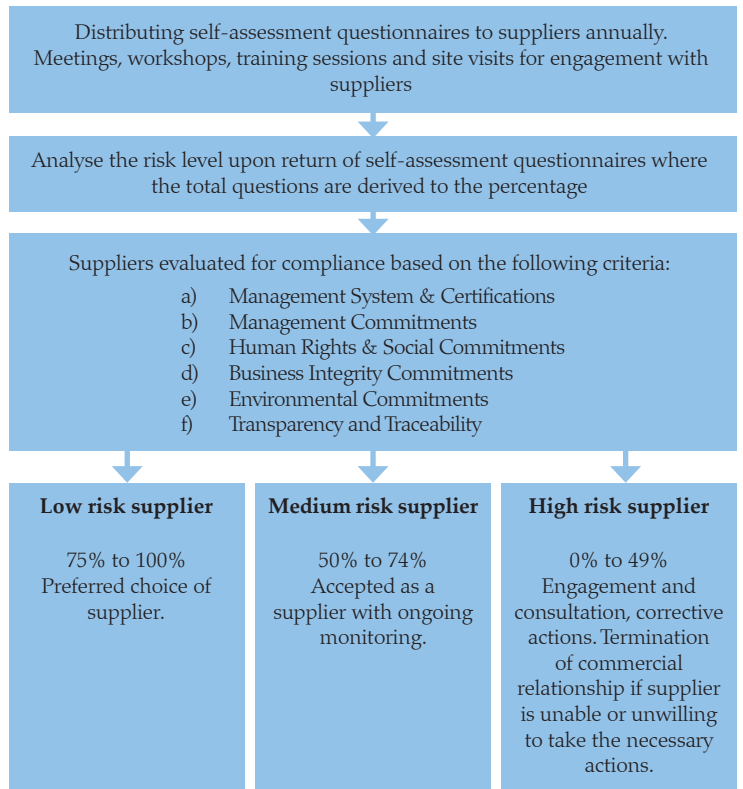 Distributing self-assessment questionnaires to suppliers annually.
Meetings, workshops, training sessions and site visits for engagement with
suppliers
Analyse the risk level upon return of self-assessment questionnaires where
the total questions are derived to the percentage
Suppliers evaluated for compliance based on the following criteria:
a) Management System & Certifications
b) Management Commitments
c) Human Rights & Social Commitments
d) Business Integrity Commitments
e) Environmental Commitments
f) Transparency and Traceability
Low risk supplier
75% to 100%
Preferred choice of
supplier.
Medium risk supplier
50% to 74%
Accepted as a
supplier with ongoing
monitoring.
High risk supplier
0% to 49%
Engagement and
consultation, corrective
actions. Termination
of commercial
relationship if supplier
is unable or unwilling
to take the necessary
actions.